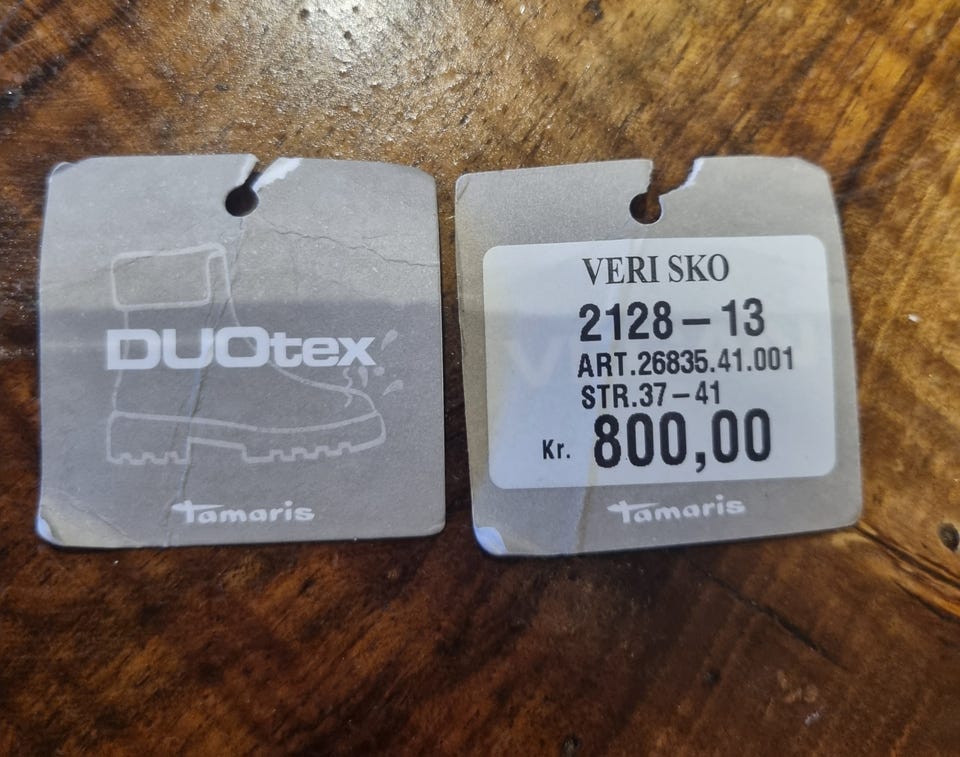 DUOtex
Tamaris
VERI SKO
2128-13
ART.26835.41.001
STR.37-41
Kr. 800,00
Tamaris